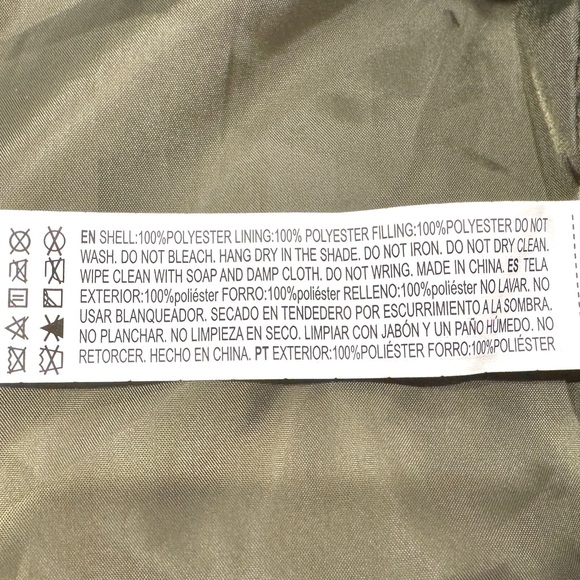 EN SHELL:100%POLYESTER LINING:100% POLYESTER FILLING:100%POLYESTER DO NOT
WASH. DO NOT BLEACH. HANG DRY IN THE SHADE. DO NOT IRON. DO NOT DRY CLEAN.
WIPE CLEAN WITH SOAP AND DAMP CLOTH. DO NOT WRING. MADE IN CHINA. ES TELA
EXTERIOR:100%poliéster FORRO:100%poliéster RELLENO:100%poliéster NO LAVAR. NO
USAR BLANQUEADOR. SECADO EN TENDEDERO POR ESCURRIMIENTO A LA SOMBRA.
NO PLANCHAR. NO LIMPIEZA EN SECO. LIMPIAR CON JABÓN Y UN PAÑO HÚMEDO. NO
RETORCER. HECHO EN CHINA. PT EXTERIOR:100%POLIÉSTER FORRO:100%POLIÉSTER